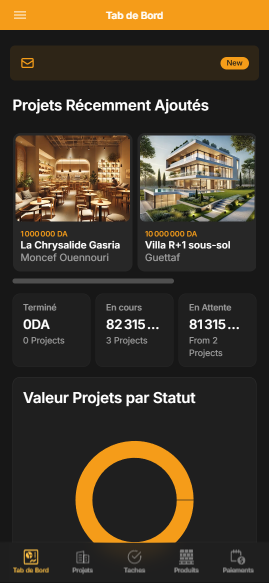 Tab de Bord
New
Projets Récemment Ajoutés
1 000 000 DA
La Chrysalide Gasria
Moncef Ouennouri
10 000 000 DA
Villa R+1 sous-sol
Guettaf
Terminé
0DA
0 Projects
En cours
82 315 ...
3 Projects
En Attente
81 315 ...
From 2
Projects
Valeur Projets par Statut
Tab de Bord
Projets
Taches
Produits
Paiements